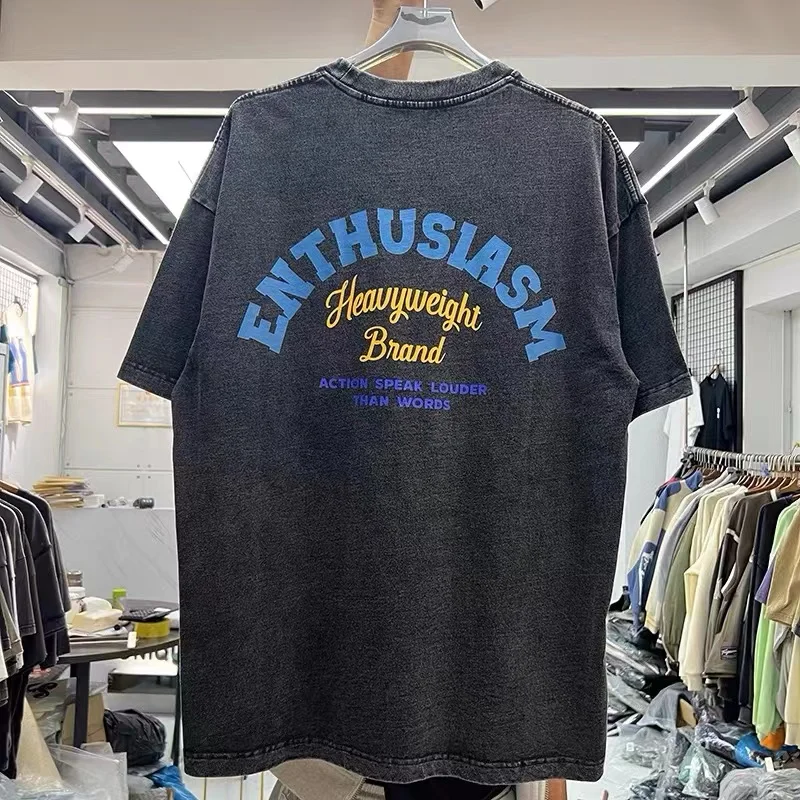 ENTHUSIASM
Heavyweight
Brand
ACTION SPEAK LOUDER
THAN WORDS